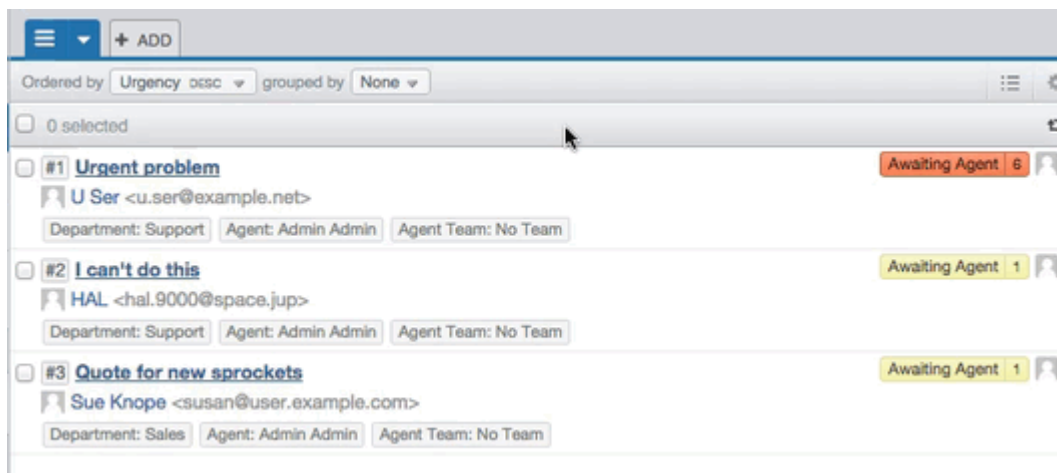 + ADD
Ordered by Urgency DESC grouped by None
0 selected
#1 Urgent problem Awaiting Agent 6
U Ser <u.ser@example.net>
Department: Support Agent: Admin Admin Agent Team: No Team
#2 I can't do this Awaiting Agent 1
HAL <hal.9000@space.jup>
Department: Support Agent: Admin Admin Agent Team: No Team
#3 Quote for new sprockets Awaiting Agent 1
Sue Knope <susan@user.example.com>
Department: Sales Agent: Admin Admin Agent Team: No Team